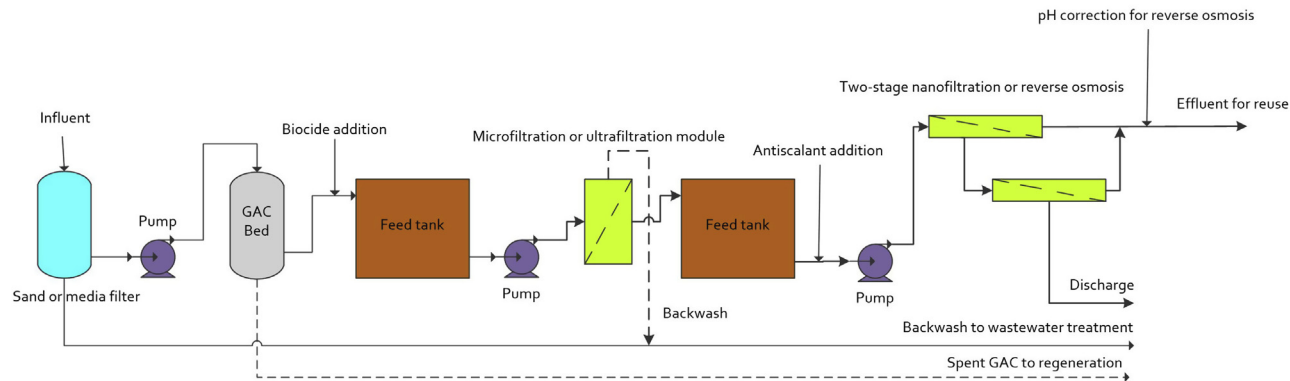 pH correction for reverse osmosis
Two-stage nanofiltration or reverse osmosis
Effluent for reuse
Influent
Biocide addition
Microfiltration or ultrafiltration module
Antiscalant addition
Pump
GAC
Bed
Feed tank
Feed tank
Pump
Pump
Sand or media filter
Discharge
Backwash
Backwash to wastewater treatment
Spent GAC to regeneration